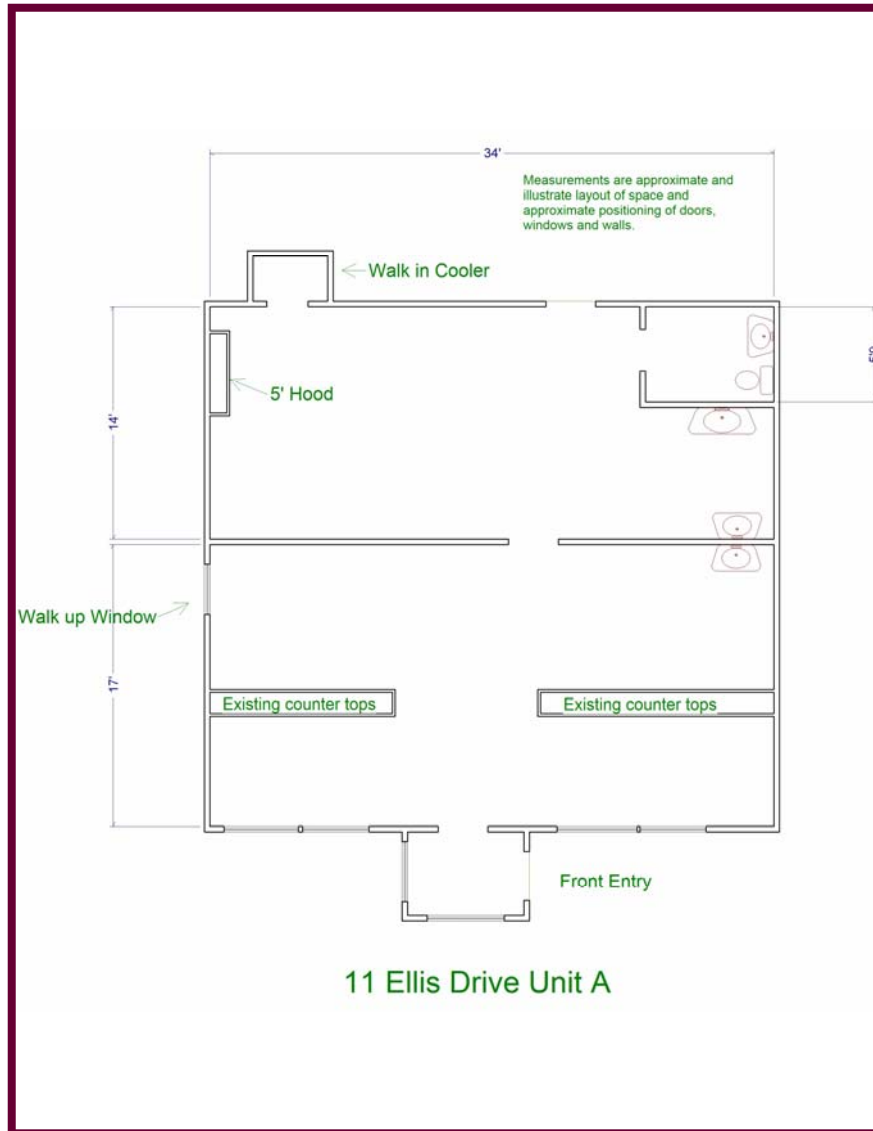 34'
Measurements are approximate and
illustrate layout of space and
approximate positioning of doors,
windows and walls.
Walk in Cooler
5' Hood
14'
Walk up Window
17'
Existing counter tops
Existing counter tops
Front Entry
11 Ellis Drive Unit A